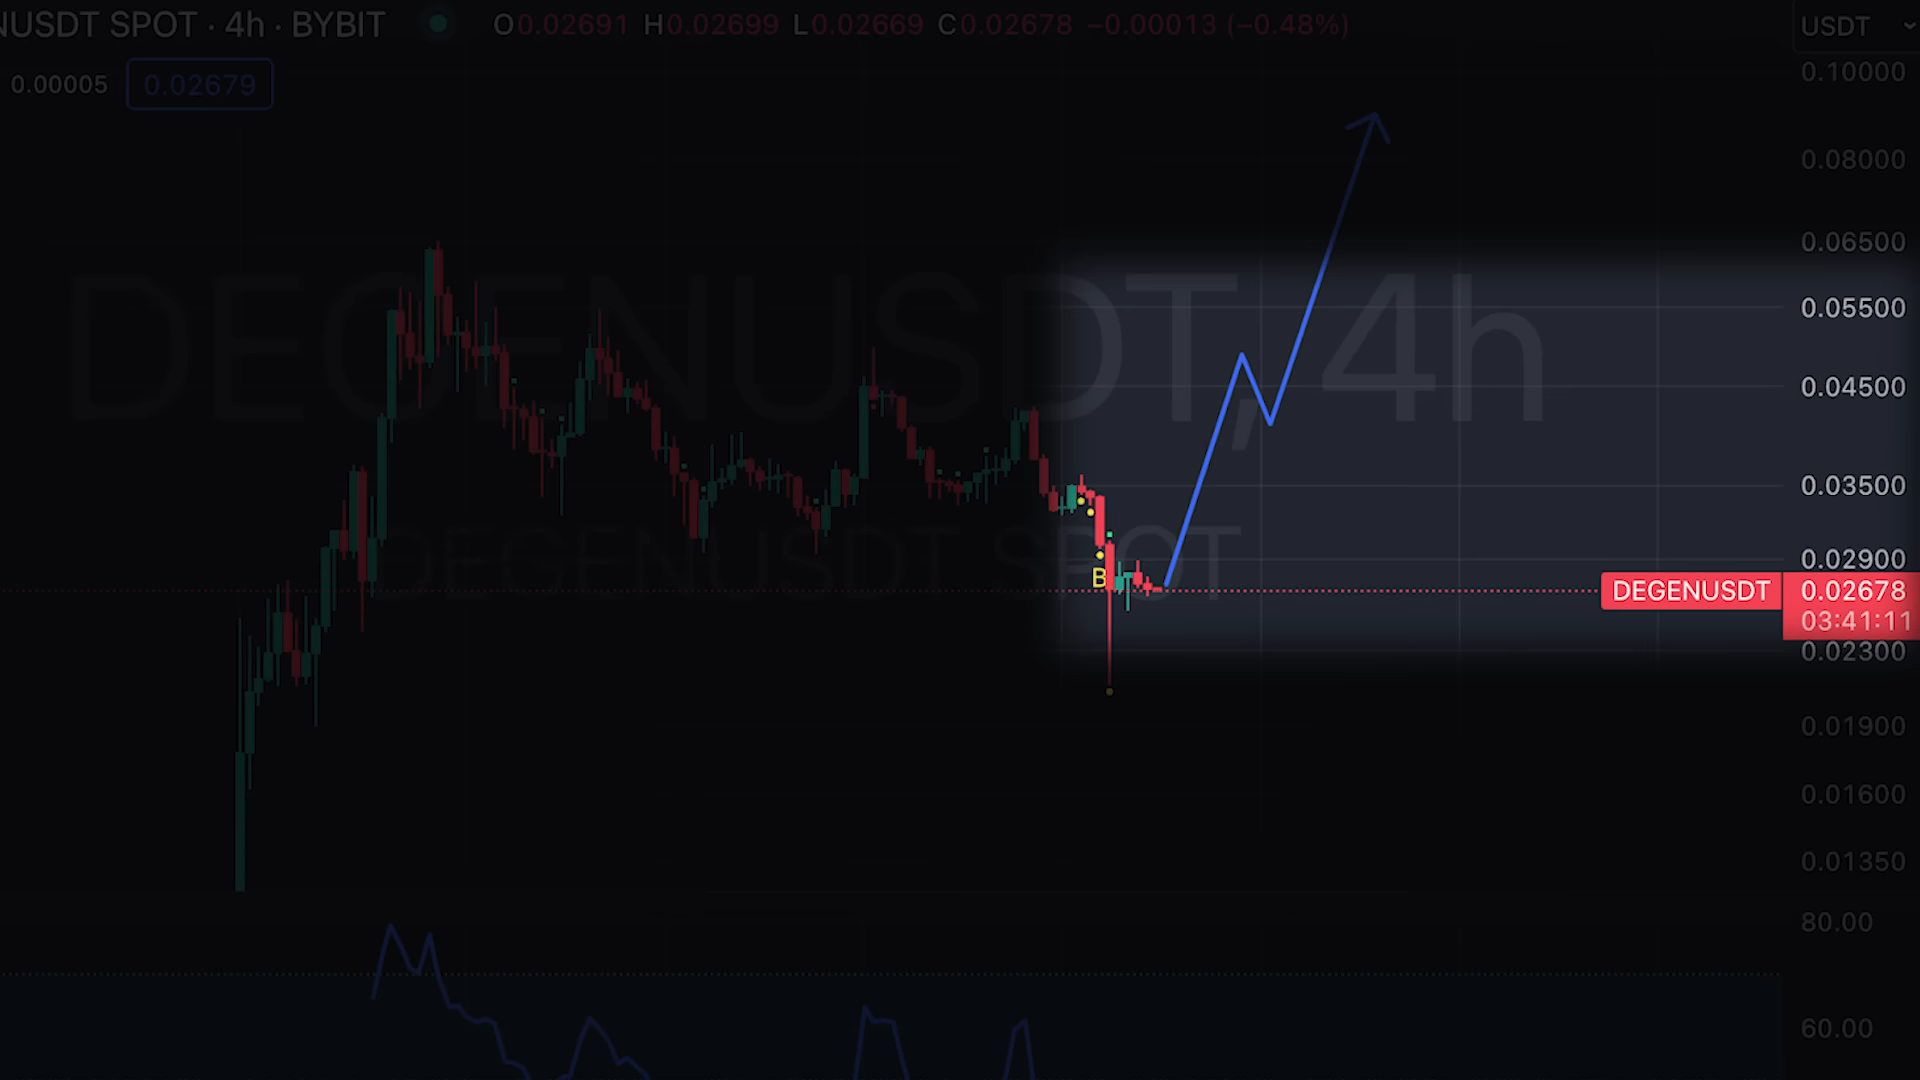 NUSDT SPOT · 4h · BYBIT O0.02691 H0.02699 L0.02669 C0.02678 −0.00013 (−0.48%)
USDT
0.00005 0.02679
0.10000
0.08000
0.06500
0.05500
0.04500
0.03500
0.02900
DEGENUSDT 0.02678
03:41:11
0.02300
0.01900
0.01600
0.01350
80.00
60.00
DEGENUSDT, 4h
DEGENUSDT SPOT
B